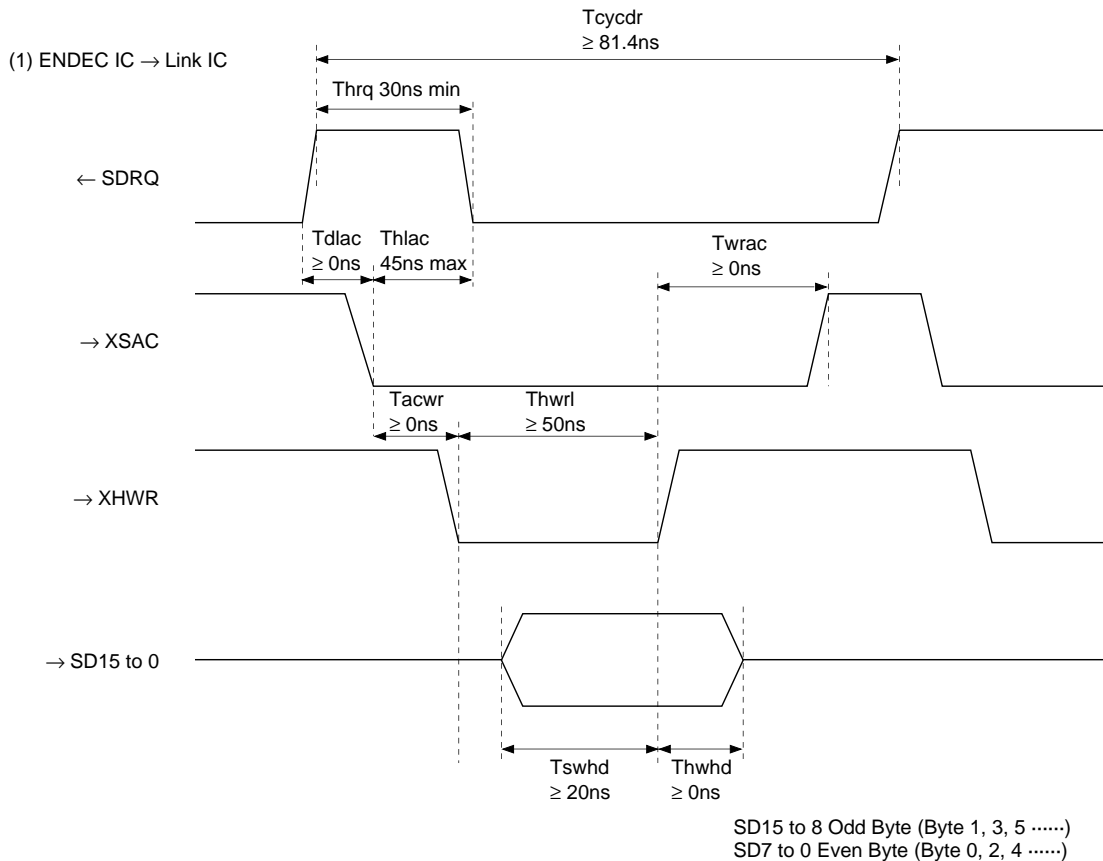 Tcycdr
≥ 81.4ns
(1) ENDEC IC → Link IC
Thrq 30ns min
← SDRQ
Tdlac
≥ 0ns
Thlac
45ns max
Twrac
≥ 0ns
→ XSAC
Tacwr
≥ 0ns
Thwrl
≥ 50ns
→ XHWR
→ SD15 to 0
Tswhd
≥ 20ns
Thwhd
≥ 0ns
SD15 to 8 Odd Byte (Byte 1, 3, 5 ······)
SD7 to 0 Even Byte (Byte 0, 2, 4 ······)